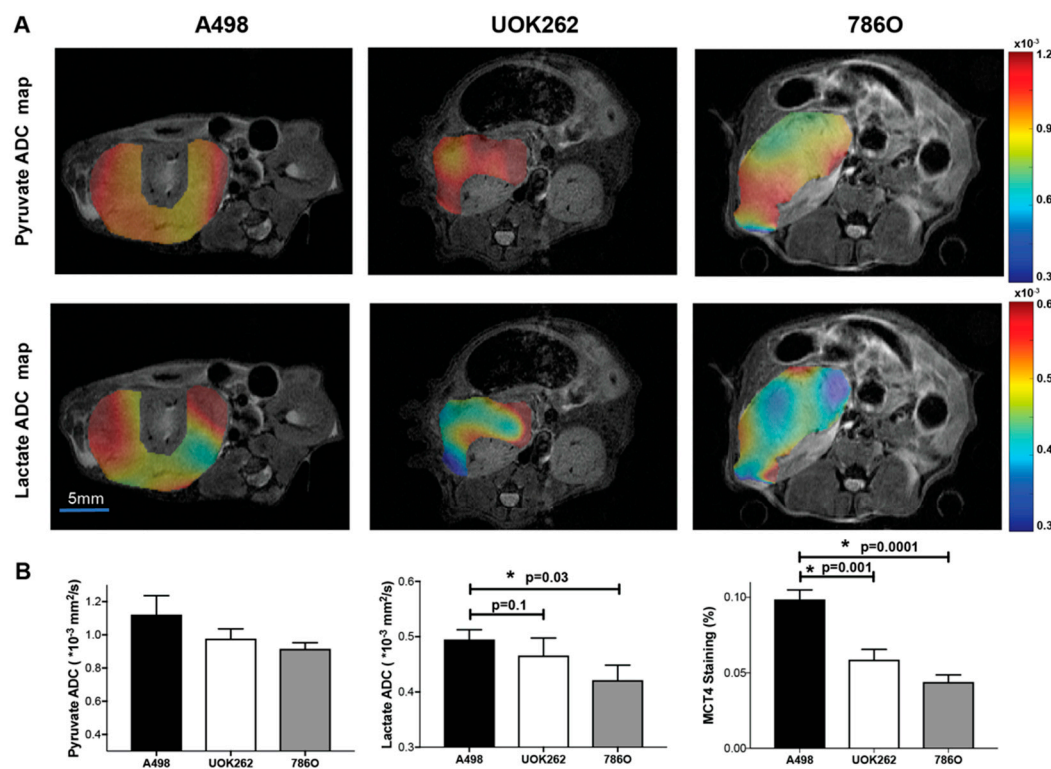 A
A498
UOK262
786O
Pyruvate ADC map
x10⁻³
1.2
0.9
0.6
0.3
Lactate ADC map
5mm
x10⁻³
0.6
0.5
0.4
0.3
B
Pyruvate ADC ( *10⁻³ mm²/s)
1.2
1.0
0.8
0.6
0.4
A498
UOK262
786O
Lactate ADC ( *10⁻³ mm²/s)
0.6
0.5
0.4
0.3
* p=0.03
p=0.1
A498
UOK262
786O
MCT4 Staining (%)
0.10
0.05
0.00
* p=0.0001
* p=0.001
A498
UOK262
786O